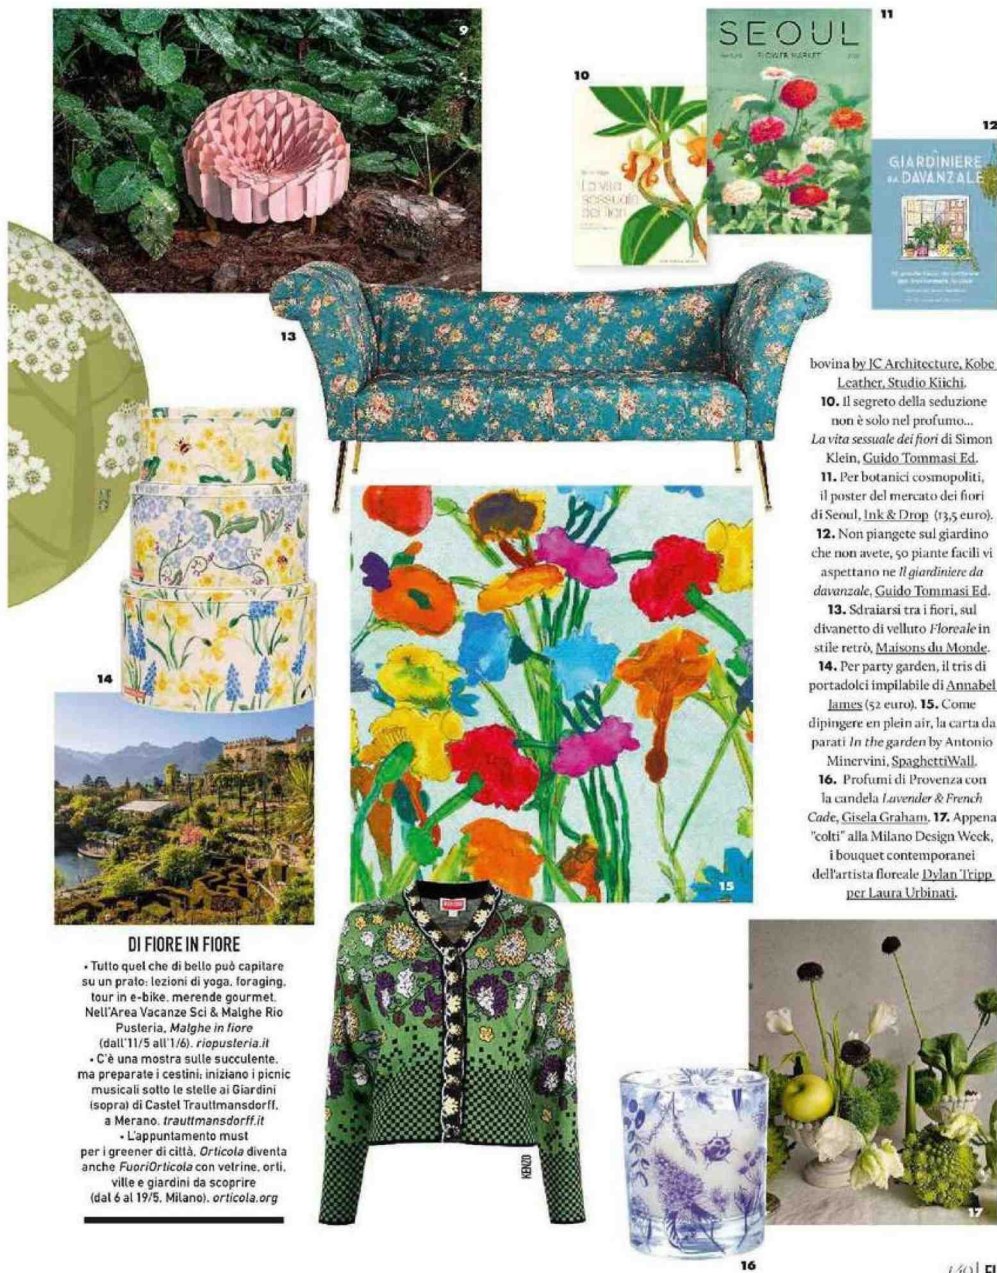 9
10
11
12
SEOUL
FLOWER MARKET
La vita
sessuale
dei fiori
GIARDINIERE
DA DAVANZALE
13
14
15
bovina by JC Architecture, Kobe
Leather, Studio Kiichi.
10. Il segreto della seduzione
non è solo nel profumo...
La vita sessuale dei fiori di Simon
Klein, Guido Tommasi Ed.
11. Per botanici cosmopoliti,
il poster del mercato dei fiori
di Seoul, Ink & Drop (13,5 euro).
12. Non piangete sul giardino
che non avete, 50 piante facili vi
aspettano ne Il giardiniere da
davanzale, Guido Tommasi Ed.
13. Sdraiarsi tra i fiori, sul
divanetto di velluto Floreale in
stile retrò, Maisons du Monde.
14. Per party garden, il tris di
portadolci impilabile di Annabel
James (52 euro). 15. Come
dipingere en plein air, la carta da
parati In the garden by Antonio
Minervini, SpaghettiWall.
16. Profumi di Provenza con
la candela Lavender & French
Cade, Gisela Graham. 17. Appena
"colti" alla Milano Design Week,
i bouquet contemporanei
dell'artista floreale Dylan Tripp
per Laura Urbinati.
DI FIORE IN FIORE
• Tutto quel che di bello può capitare
su un prato: lezioni di yoga, foraging,
tour in e-bike, merende gourmet.
Nell'Area Vacanze Sci & Malghe Rio
Pusteria, Malghe in fiore
(dall'11/5 all'1/6). riopusteria.it
• C'è una mostra sulle succulente,
ma preparate i cestini: iniziano i picnic
musicali sotto le stelle ai Giardini
(sopra) di Castel Trauttmansdorff,
a Merano. trauttmansdorff.it
• L'appuntamento must
per i greener di città, Orticola diventa
anche FuoriOrticola con vetrine, orti,
ville e giardini da scoprire
(dal 6 al 19/5, Milano). orticola.org
KENZO
16
17